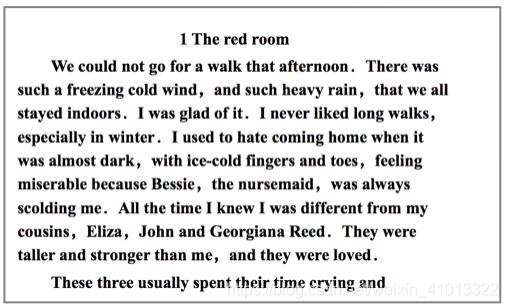 1 The red room
We could not go for a walk that afternoon. There was
such a freezing cold wind, and such heavy rain, that we all
stayed indoors. I was glad of it. I never liked long walks,
especially in winter. I used to hate coming home when it
was almost dark, with ice-cold fingers and toes, feeling
miserable because Bessie, the nursemaid, was always
scolding me. All the time I knew I was different from my
cousins, Eliza, John and Georgiana Reed. They were
taller and stronger than me, and they were loved.
These three usually spent their time crying and
https://blog.csdn.net/weixin_41013322